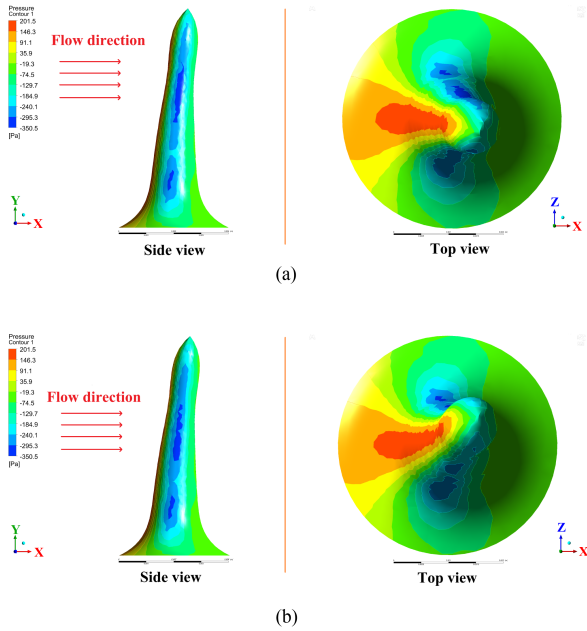 Pressure
Contour 1
201.5
146.3
91.1
35.9
-19.3
-74.5
-129.7
-184.9
-240.1
-295.3
-350.5
[Pa]
Flow direction
Y
X
Side view
Z
X
Top view
(a)
Pressure
Contour 1
201.5
146.3
91.1
35.9
-19.3
-74.5
-129.7
-184.9
-240.1
-295.3
-350.5
[Pa]
Flow direction
Y
X
Side view
Z
X
Top view
(b)